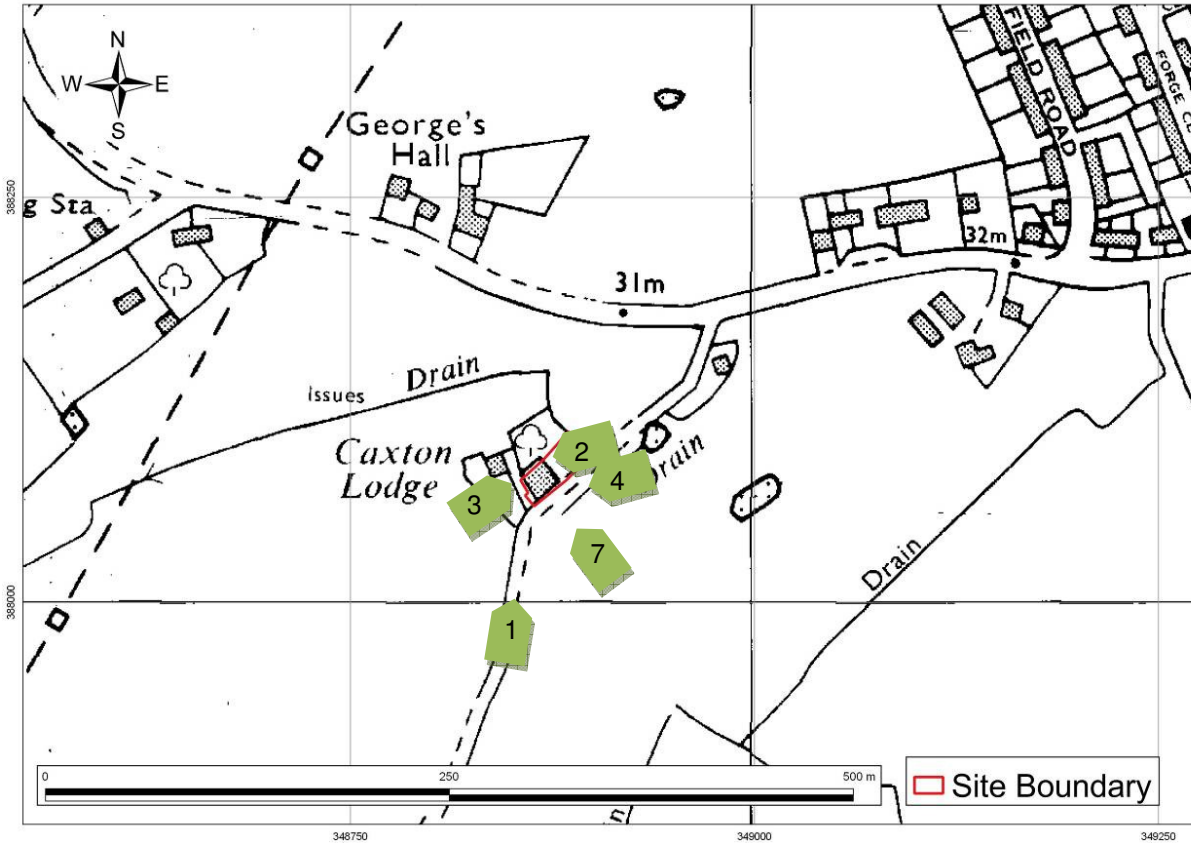 N
W E
S
George's
Hall
FIELD ROAD
FORGE CL
388250
g Sta
32m
31m
Drain
Issues
Caxton
Lodge
2
4
3
Drain
7
Drain
388000
1
0 250 500 m
Site Boundary
348750 349000 349250